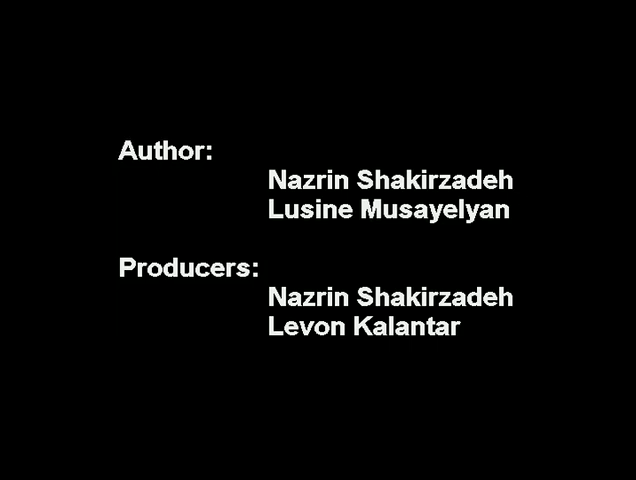 Author:
Nazrin Shakirzadeh
Lusine Musayelyan
Producers:
Nazrin Shakirzadeh
Levon Kalantar